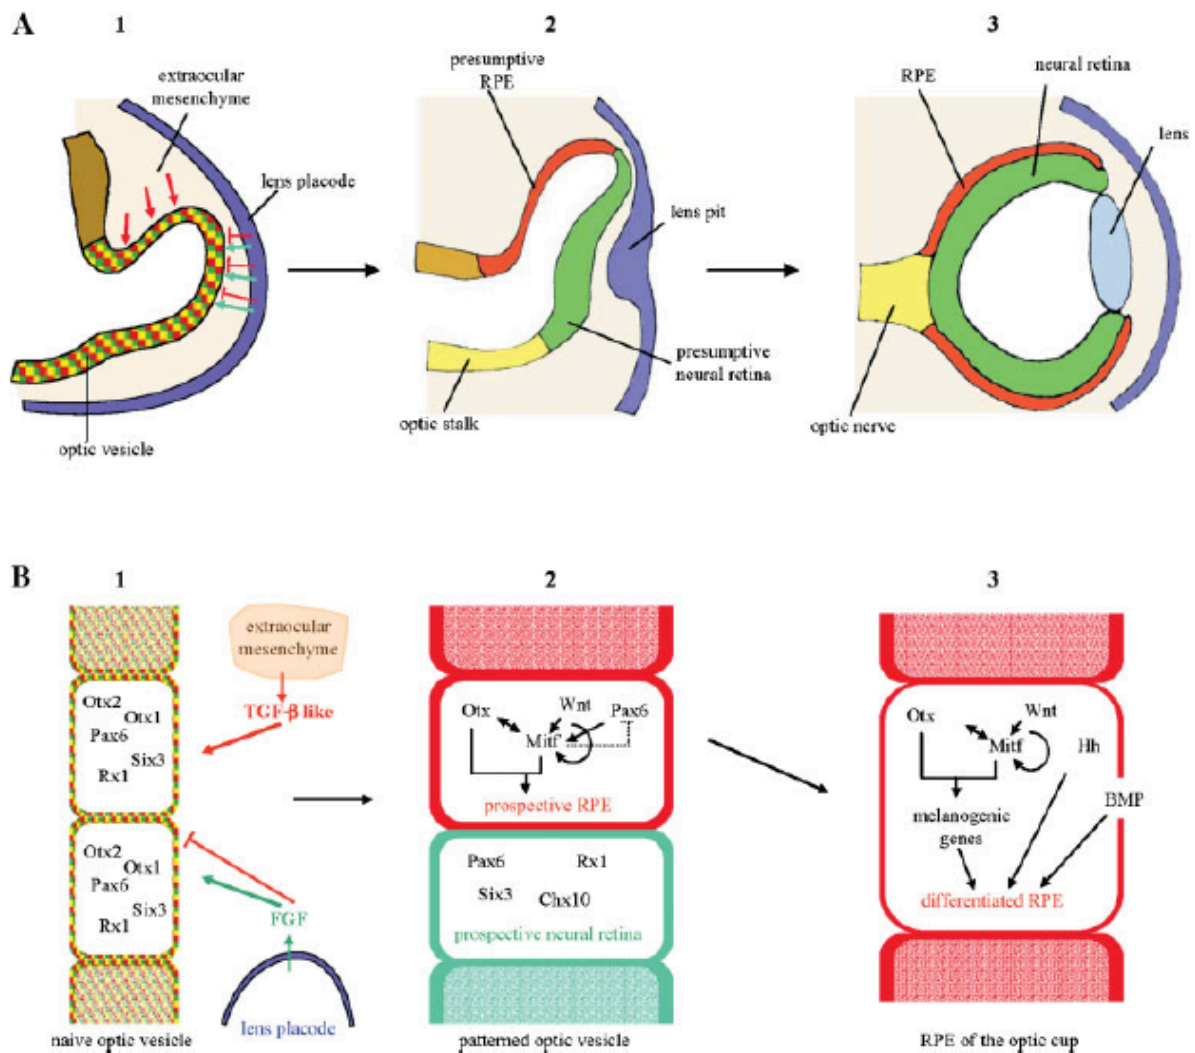 A
1
2
3
extraocular
mesenchyme
lens placode
optic vesicle
presumptive
RPE
lens pit
presumptive
neural retina
optic stalk
RPE
neural retina
lens
optic nerve
B
1
2
3
Otx2
Otx1
Pax6
Six3
Rx1
Otx2
Otx1
Pax6
Six3
Rx1
naive optic vesicle
extraocular
mesenchyme
TGF-β like
FGF
lens placode
Otx
Wnt
Pax6
Mitf
prospective RPE
Pax6
Rx1
Six3
Chx10
prospective neural retina
patterned optic vesicle
Otx
Wnt
Mitf
Hh
BMP
melanogenic
genes
differentiated RPE
RPE of the optic cup